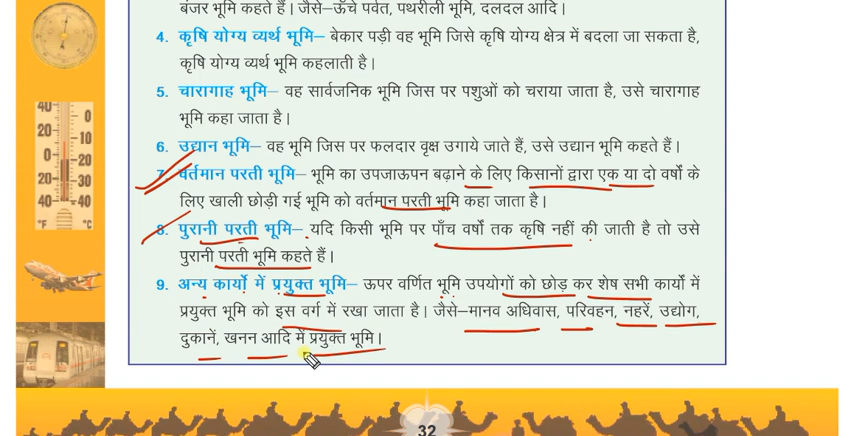 बंजर भूमि कहते हैं। जैसे–ऊँचे पर्वत, पथरीली भूमि, दलदल आदि।
4. कृषि योग्य व्यर्थ भूमि– बेकार पड़ी वह भूमि जिसे कृषि योग्य क्षेत्र में बदला जा सकता है,
कृषि योग्य व्यर्थ भूमि कहलाती है।
5. चारागाह भूमि– वह सार्वजनिक भूमि जिस पर पशुओं को चराया जाता है, उसे चारागाह
भूमि कहा जाता है।
6. उद्यान भूमि– वह भूमि जिस पर फलदार वृक्ष उगाये जाते हैं, उसे उद्यान भूमि कहते हैं।
7. वर्तमान परती भूमि– भूमि का उपजाऊपन बढ़ाने के लिए किसानों द्वारा एक या दो वर्षों के
लिए खाली छोड़ी गई भूमि को वर्तमान परती भूमि कहा जाता है।
8. पुरानी परती भूमि– यदि किसी भूमि पर पाँच वर्षों तक कृषि नहीं की जाती है तो उसे
पुरानी परती भूमि कहते हैं।
9. अन्य कार्यो में प्रयुक्त भूमि– ऊपर वर्णित भूमि उपयोगों को छोड़ कर शेष सभी कार्यों में
प्रयुक्त भूमि को इस वर्ग में रखा जाता है। जैसे–मानव अधिवास, परिवहन, नहरें, उद्योग,
दुकानें, खनन आदि में प्रयुक्त भूमि।
40 0
20 10
0 20
20 30
40 40
°F °C
32